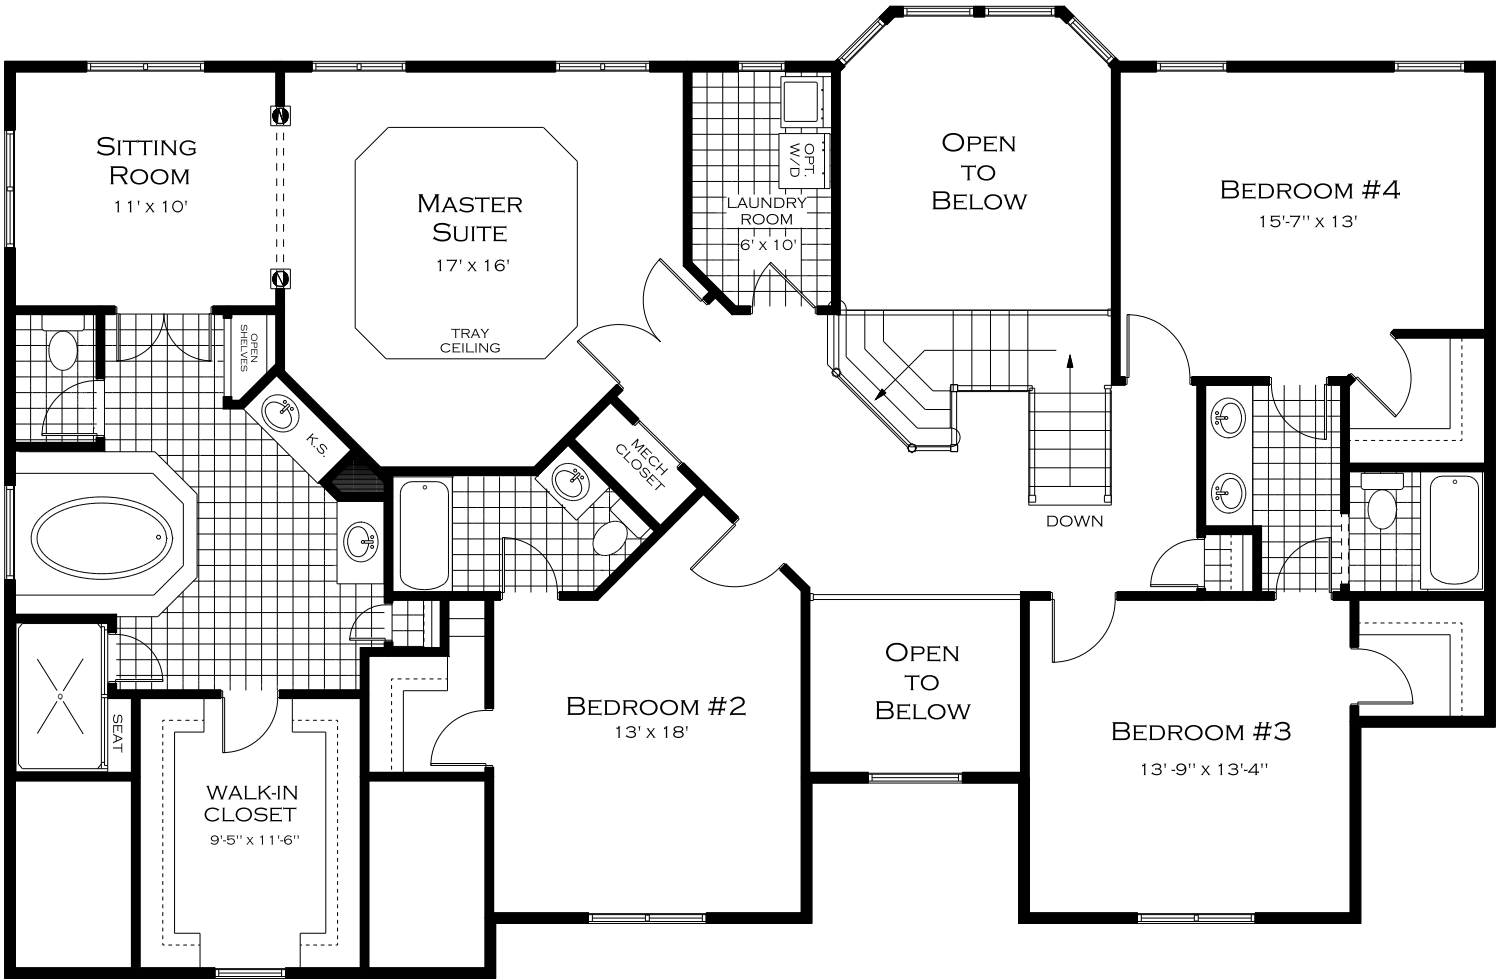 SITTING
ROOM
11' X 10'
MASTER
SUITE
17' X 16'
TRAY
CEILING
OPEN
SHELVES
K.S.
OPT.
W/D
LAUNDRY
ROOM
6' X 10'
OPEN
TO
BELOW
BEDROOM #4
15'-7" X 13'
MECH
CLOSET
DOWN
SEAT
WALK-IN
CLOSET
9'-5" X 11'-6"
BEDROOM #2
13' X 18'
OPEN
TO
BELOW
BEDROOM #3
13' -9" X 13'-4"